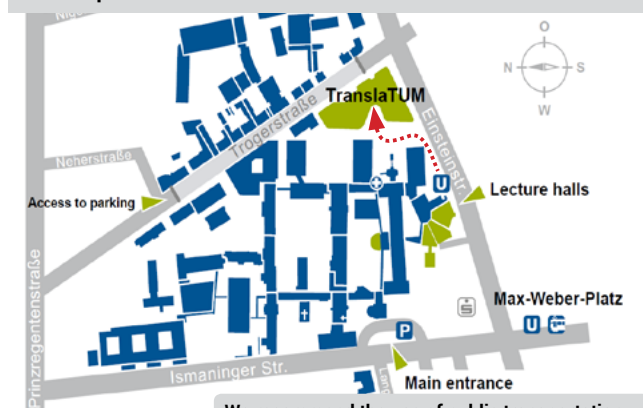 O
N
S
W
TranslaTUM
Trogerstraße
Einsteinstr.
Neherstraße
U
Lecture halls
Access to parking
Prinzregentenstraße
Max-Weber-Platz
S
U
P
Ismaninger Str.
Main entrance